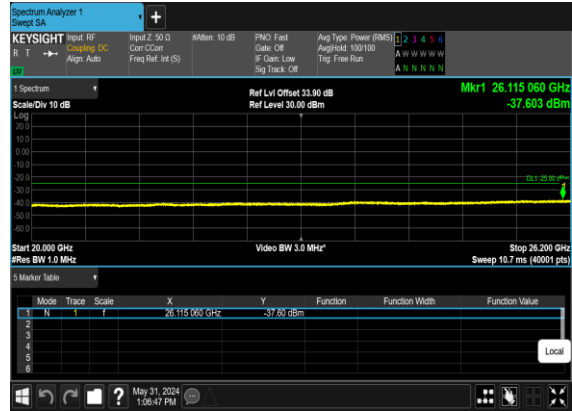 Spectrum Analyzer 1
Swept SA
+
KEYSIGHT
R T
Input: RF
Coupling: DC
Align: Auto
Input Z: 50 Ω
Corr CCorr
Freq Ref: Int (S)
#Atten: 10 dB
PNO: Fast
Gate: Off
IF Gain: Low
Sig Track: Off
Avg Type: Power (RMS)
Avg|Hold: 100/100
Trig: Free Run
1 2 3 4 5 6
A W W W W W
A N N N N N
1 Spectrum
Scale/Div 10 dB
Ref Lvl Offset 33.90 dB
Ref Level 30.00 dBm
Mkr1 26.115 060 GHz
-37.603 dBm
Log
20.0
10.0
0.00
-10.0
-20.0
-30.0
-40.0
-50.0
-60.0
1
Start 20.000 GHz
#Res BW 1.0 MHz
Video BW 3.0 MHz*
Stop 26.200 GHz
Sweep 10.7 ms (40001 pts)
5 Marker Table
Mode Trace Scale X Y Function Function Width Function Value
1 N 1 f 26.115 060 GHz -37.60 dBm
2
3
4
5
6
Local
?
May 31, 2024
1:06:47 PM